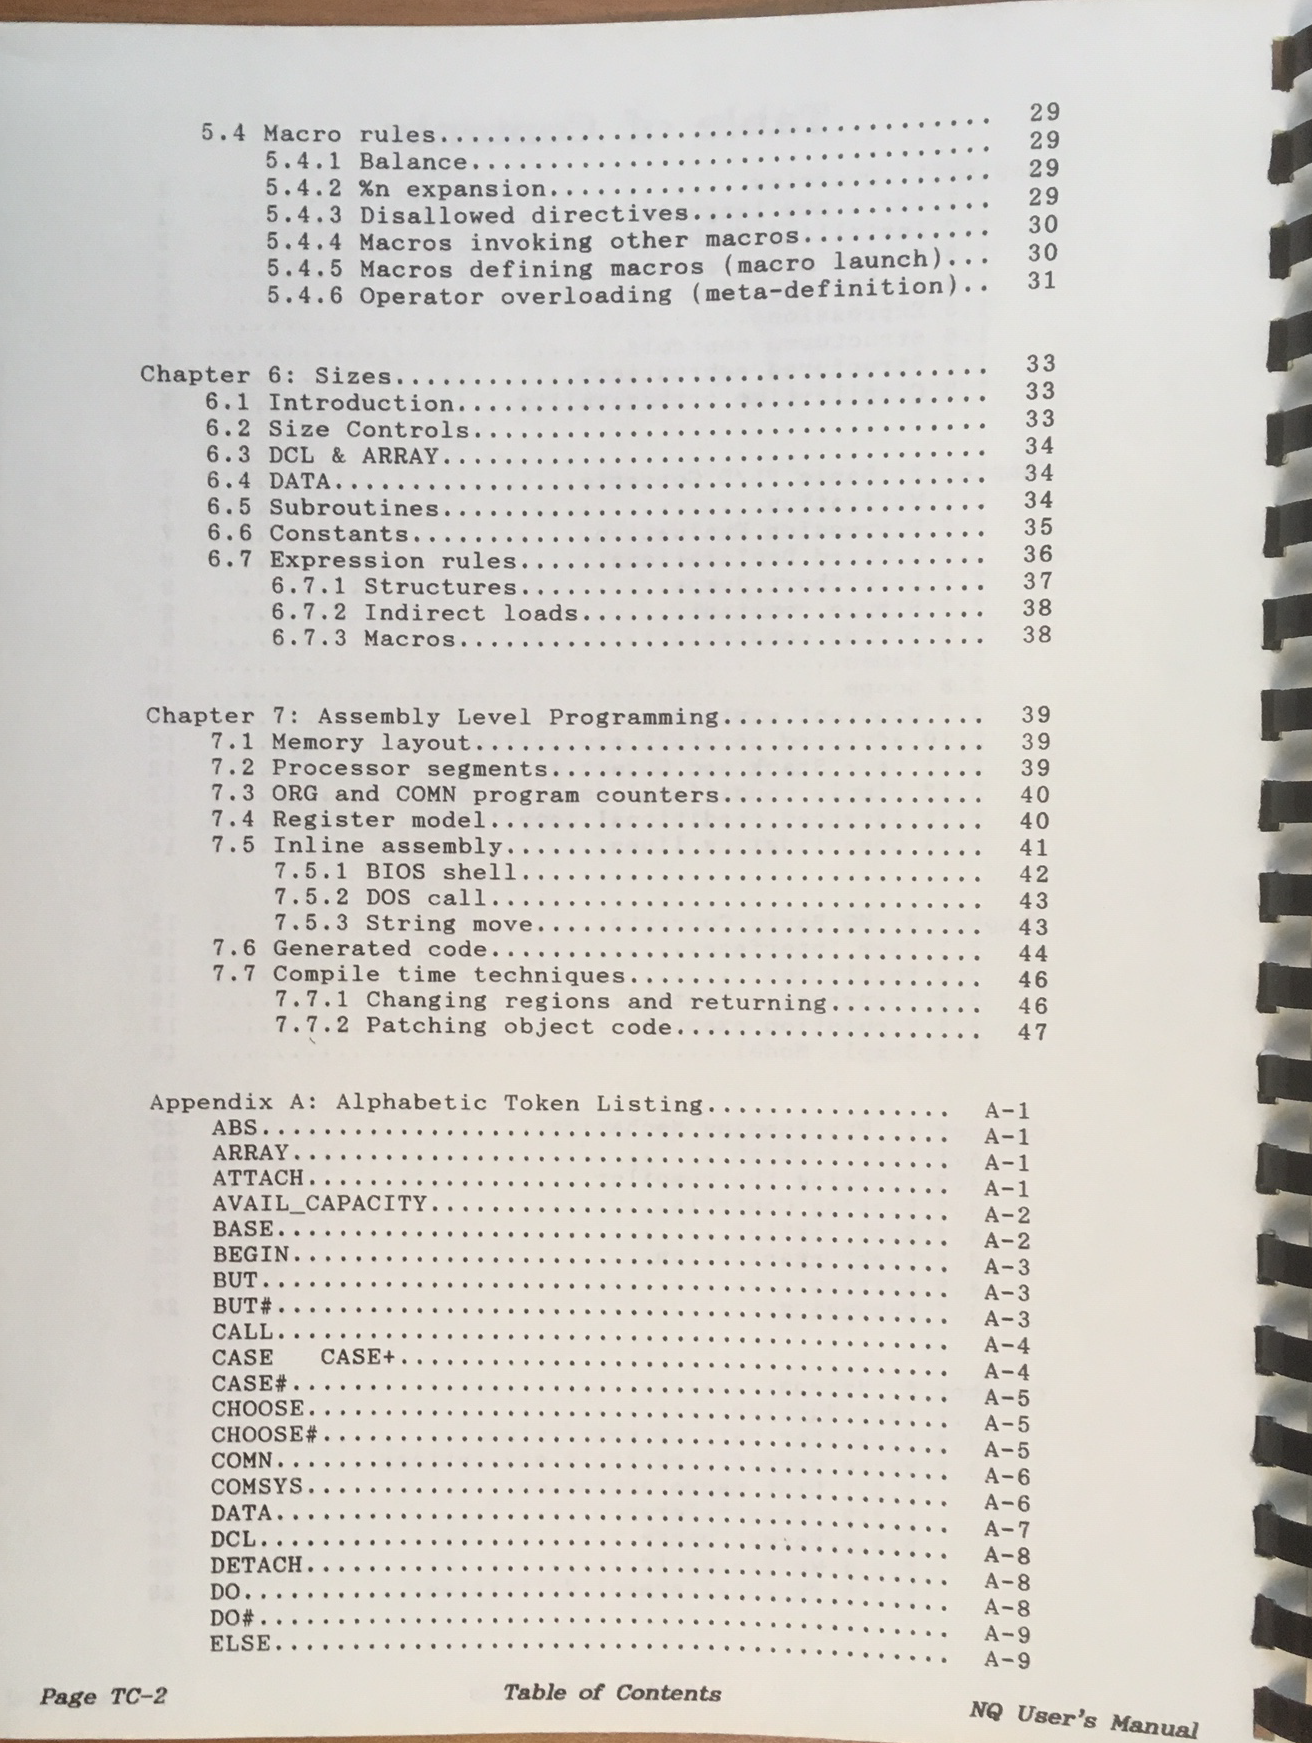 5.4 Macro rules................................... 29
5.4.1 Balance................................. 29
5.4.2 %n expansion............................ 29
5.4.3 Disallowed directives................... 29
5.4.4 Macros invoking other macros............ 30
5.4.5 Macros defining macros (macro launch)... 30
5.4.6 Operator overloading (meta-definition).. 31
Chapter 6: Sizes...................................... 33
6.1 Introduction.................................. 33
6.2 Size Controls................................. 33
6.3 DCL & ARRAY................................... 34
6.4 DATA.......................................... 34
6.5 Subroutines................................... 34
6.6 Constants..................................... 35
6.7 Expression rules.............................. 36
6.7.1 Structures.............................. 37
6.7.2 Indirect loads.......................... 38
6.7.3 Macros.................................. 38
Chapter 7: Assembly Level Programming................. 39
7.1 Memory layout................................. 39
7.2 Processor segments............................ 39
7.3 ORG and COMN program counters................. 40
7.4 Register model................................ 40
7.5 Inline assembly............................... 41
7.5.1 BIOS shell.............................. 42
7.5.2 DOS call................................ 43
7.5.3 String move............................. 43
7.6 Generated code................................ 44
7.7 Compile time techniques....................... 46
7.7.1 Changing regions and returning.......... 46
7.7.2 Patching object code.................... 47
Appendix A: Alphabetic Token Listing................ A-1
ABS............................................. A-1
ARRAY........................................... A-1
ATTACH.......................................... A-1
AVAIL_CAPACITY.................................. A-2
BASE............................................ A-2
BEGIN........................................... A-3
BUT............................................. A-3
BUT#............................................ A-3
CALL............................................ A-4
CASE   CASE+.................................... A-4
CASE#........................................... A-5
CHOOSE.......................................... A-5
CHOOSE#......................................... A-5
COMN............................................ A-6
COMSYS.......................................... A-6
DATA............................................ A-7
DCL............................................. A-8
DETACH.......................................... A-8
DO.............................................. A-8
DO#............................................. A-9
ELSE............................................ A-9
Page TC-2 Table of Contents NQ User's Manual